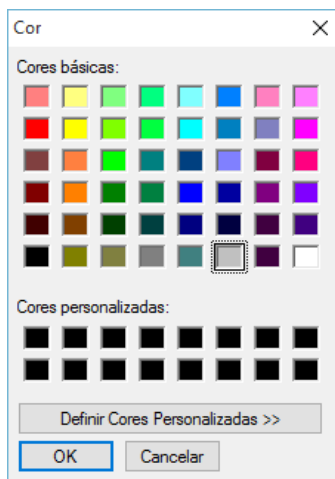 Cor
Cores básicas:
Cores personalizadas:
Definir Cores Personalizadas >>
OK
Cancelar